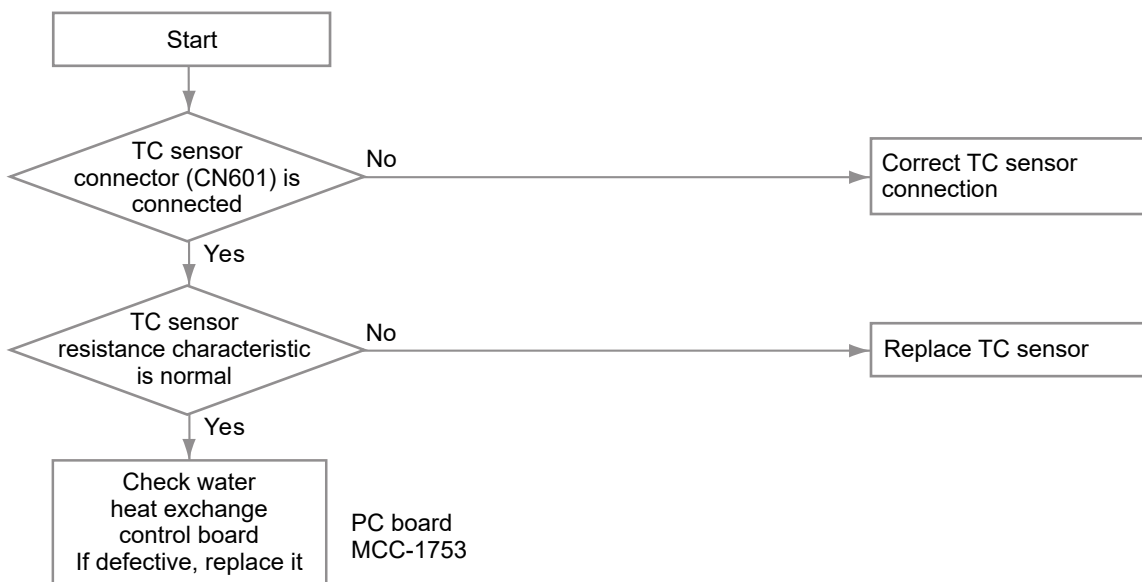 Start
TC sensor
connector (CN601) is
connected
No
Correct TC sensor
connection
Yes
TC sensor
resistance characteristic
is normal
No
Replace TC sensor
Yes
Check water
heat exchange
control board
If defective, replace it
PC board
MCC-1753